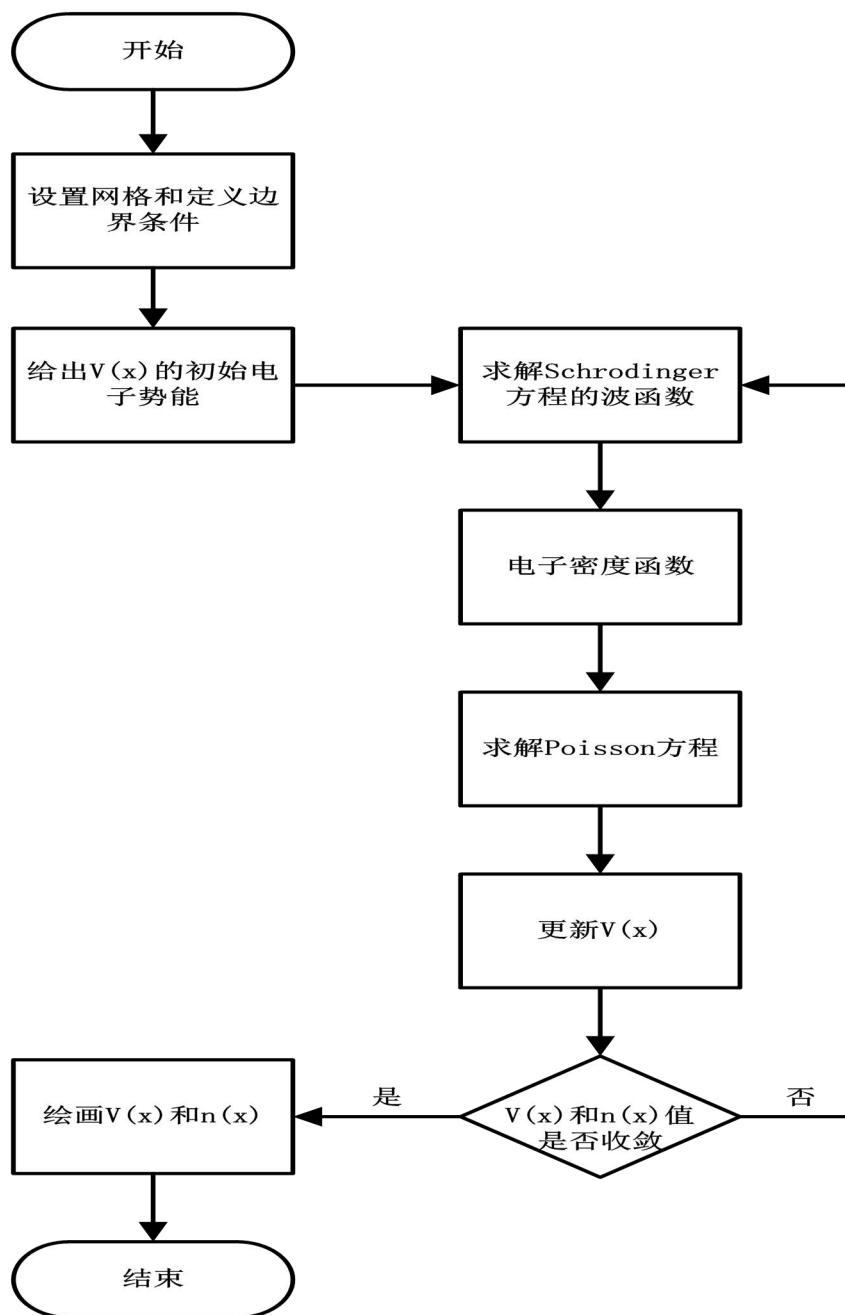 开始
设置网格和定义边
界条件
给出V(x)的初始电
子势能
求解Schrodinger
方程的波函数
电子密度函数
求解Poisson方程
更新V(x)
V(x)和n(x)值
是否收敛
是
否
绘画V(x)和n(x)
结束